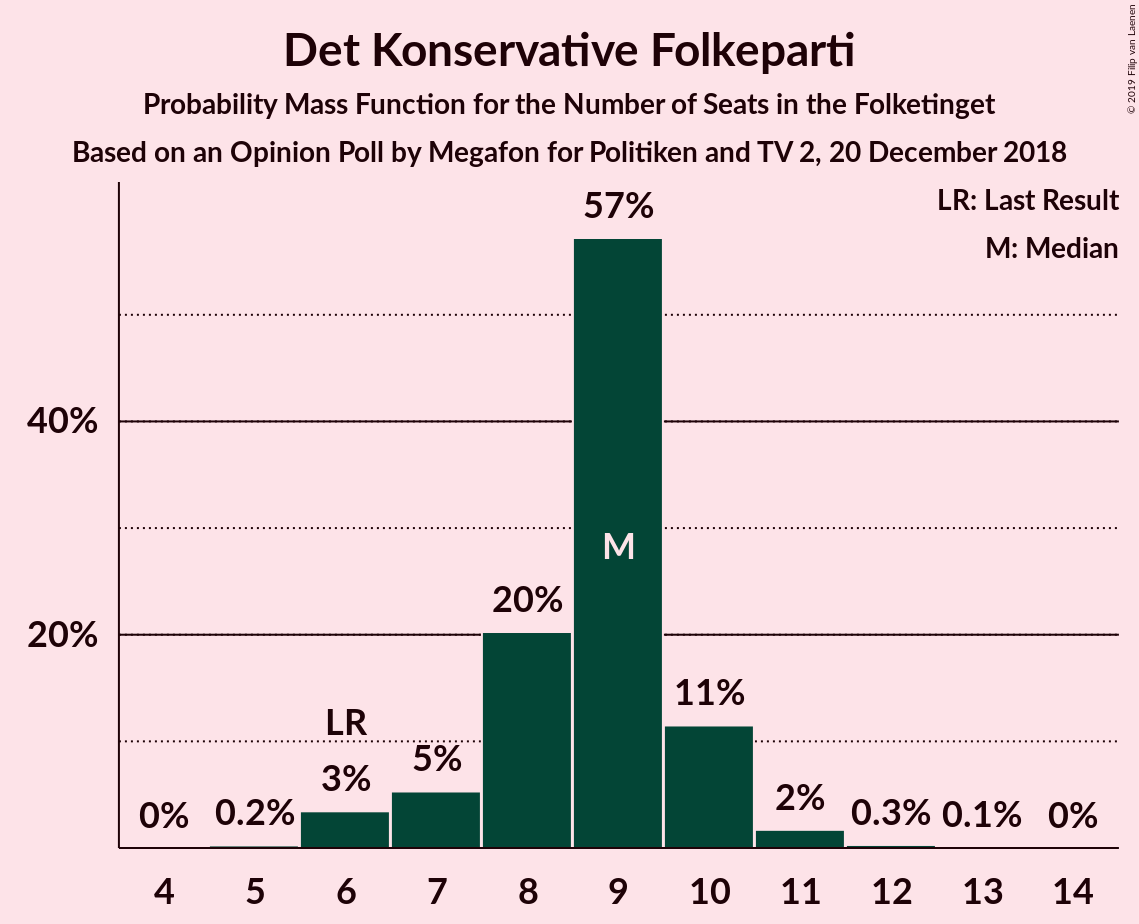 Det Konservative Folkeparti
Probability Mass Function for the Number of Seats in the Folketinget
Based on an Opinion Poll by Megafon for Politiken and TV 2, 20 December 2018
© 2019 Filip van Laenen
LR: Last Result
M: Median
57%
40%
M
20%
20%
11%
LR
5%
3%
2%
0%
0.2%
0.3%
0.1%
0%
4 5 6 7 8 9 10 11 12 13 14